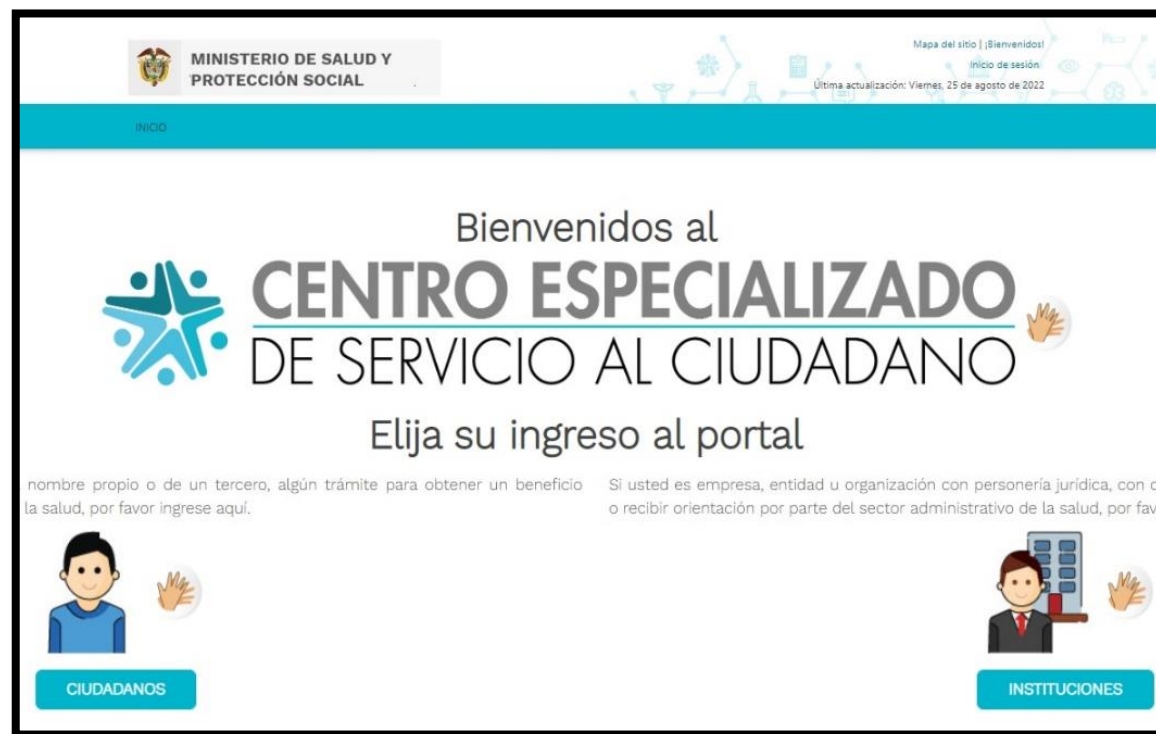 MINISTERIO DE SALUD Y
PROTECCIÓN SOCIAL
Mapa del sitio | ¡Bienvenidos!
Inicio de sesión
Última actualización: Viernes, 25 de agosto de 2022
INICIO
Bienvenidos al
CENTRO ESPECIALIZADO
DE SERVICIO AL CIUDADANO
Elija su ingreso al portal
nombre propio o de un tercero, algún trámite para obtener un beneficio
la salud, por favor ingrese aquí.
Si usted es empresa, entidad u organización con personería jurídica, con
o recibir orientación por parte del sector administrativo de la salud, por
CIUDADANOS
INSTITUCIONES